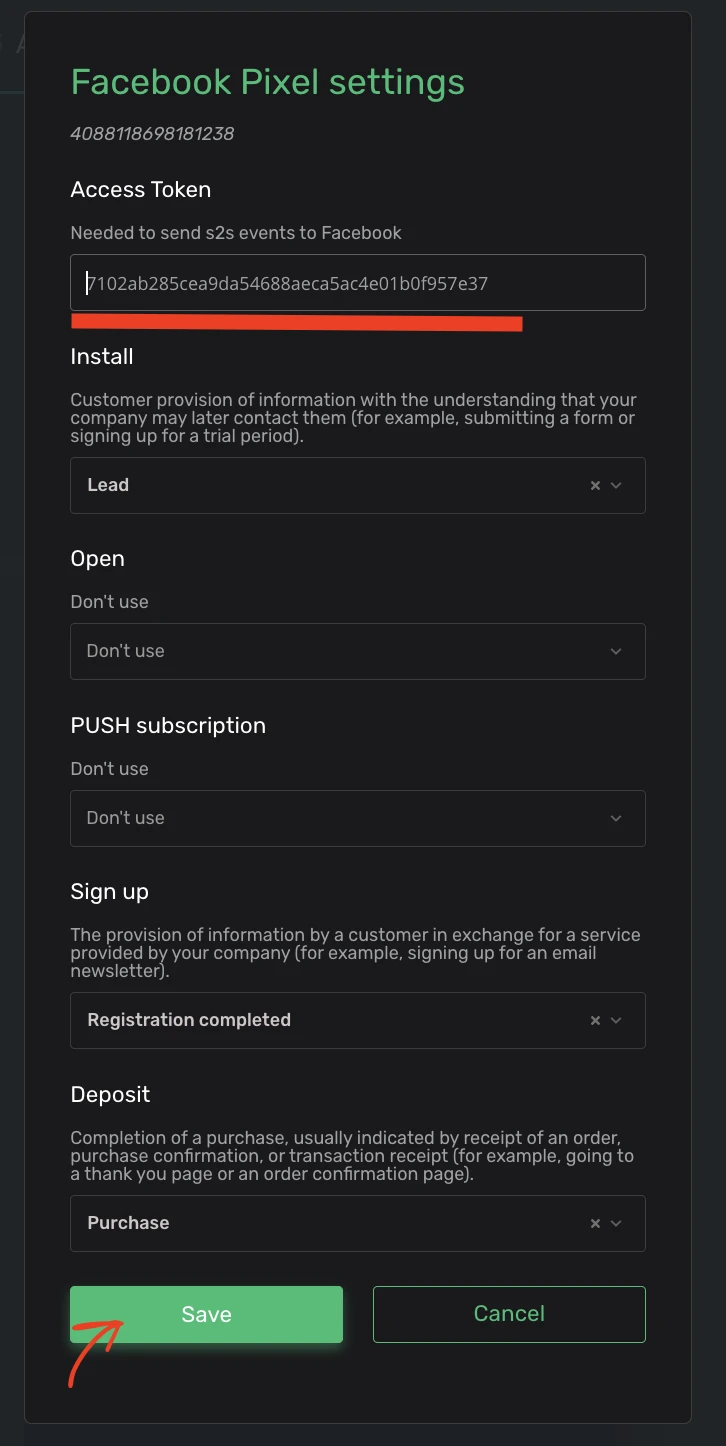 Facebook Pixel settings
4088118698181238
Access Token
Needed to send s2s events to Facebook
7102ab285cea9da54688aeca5ac4e01b0f957e37
Install
Customer provision of information with the understanding that your
company may later contact them (for example, submitting a form or
signing up for a trial period).
Lead
Open
Don't use
Don't use
PUSH subscription
Don't use
Don't use
Sign up
The provision of information by a customer in exchange for a service
provided by your company (for example, signing up for an email
newsletter).
Registration completed
Deposit
Completion of a purchase, usually indicated by receipt of an order,
purchase confirmation, or transaction receipt (for example, going to
a thank you page or an order confirmation page).
Purchase
Save
Cancel